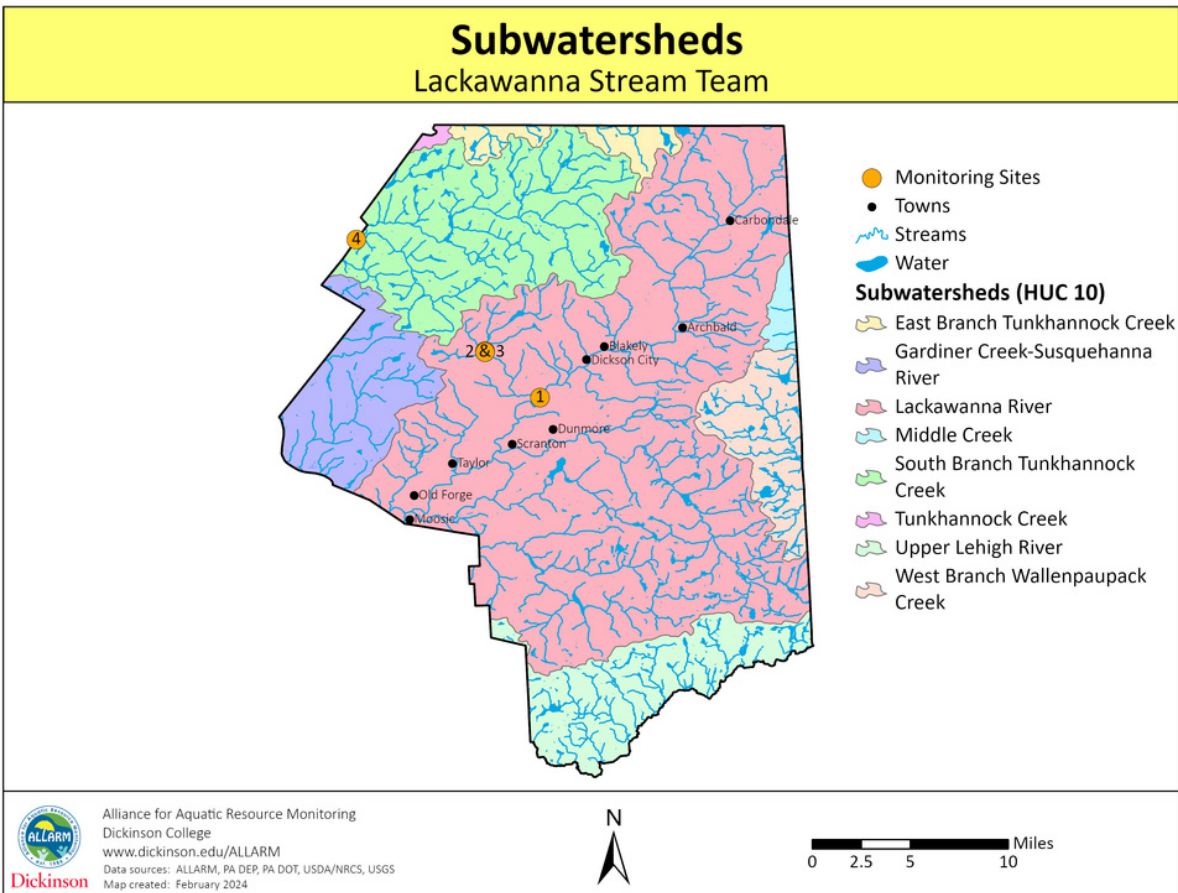 Subwatersheds
Lackawanna Stream Team
Monitoring Sites
Towns
Streams
Water
Subwatersheds (HUC 10)
East Branch Tunkhannock Creek
Gardiner Creek-Susquehanna
River
Lackawanna River
Middle Creek
South Branch Tunkhannock
Creek
Tunkhannock Creek
Upper Lehigh River
West Branch Wallenpaupack
Creek
Carbondale
4
Archbald
Blakely
2 & 3
Dickson City
1
Dunmore
Scranton
Taylor
Old Forge
Moosic
ALLARM
Dickinson
Alliance for Aquatic Resource Monitoring
Dickinson College
www.dickinson.edu/ALLARM
Data sources: ALLARM, PA DEP, PA DOT, USDA/NRCS, USGS
Map created: February 2024
N
Miles
0 2.5 5 10